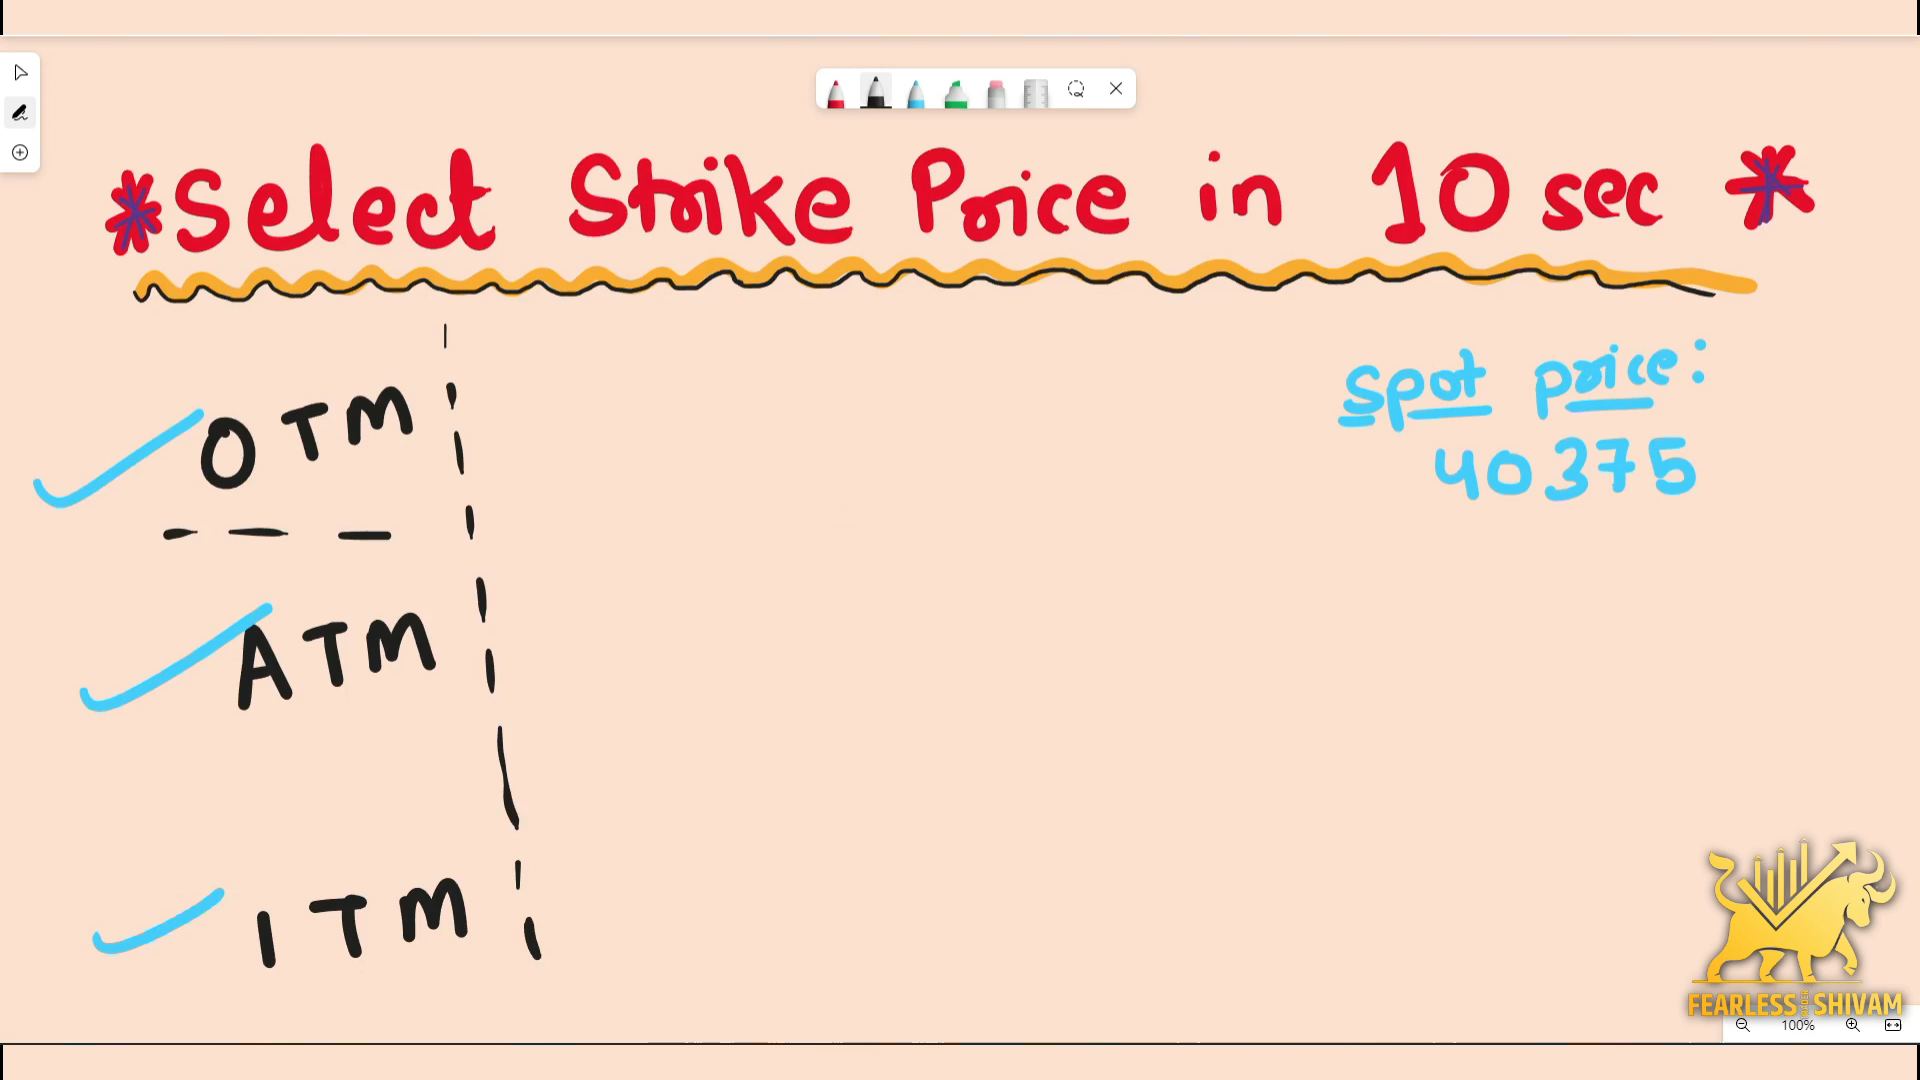 *Select Strike Price in 10 sec *
spot price:
40375
OTM
ATM
ITM
FEARLESS SHIVAM
100%